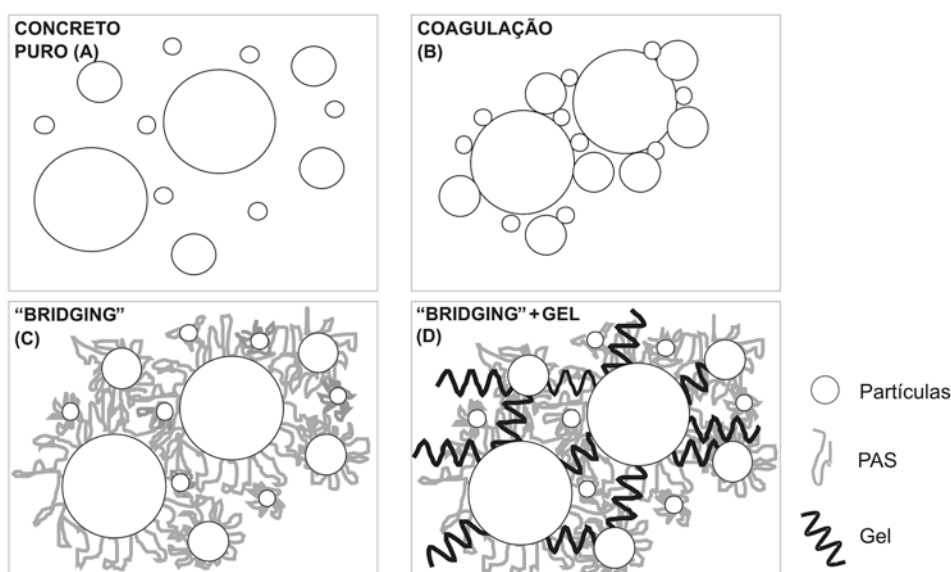 CONCRETO
PURO (A)
COAGULAÇÃO
(B)
“BRIDGING”
(C)
“BRIDGING” + GEL
(D)
Partículas
PAS
Gel